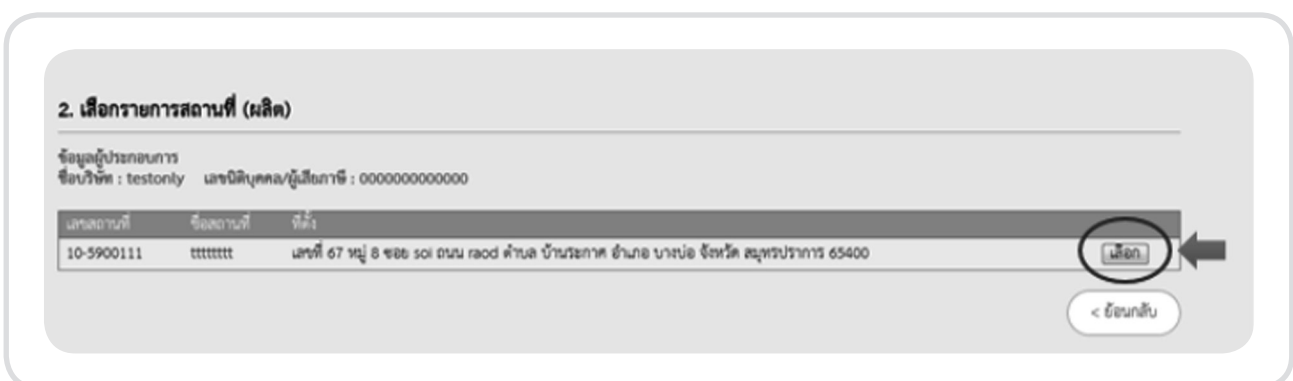 2. เลือกรายการสถานที่ (ผลิต)
ข้อมูลผู้ประกอบการ
ชื่อบริษัท : testonly เลขนิติบุคคล/ผู้เสียภาษี : 0000000000000
เลขสถานที่ ชื่อสถานที่ ที่ตั้ง
10-5900111 tttttttt เลขที่ 67 หมู่ 8 ซอย soi ถนน raod ตำบล บ้านระกาศ อำเภอ บางบ่อ จังหวัด สมุทรปราการ 65400 เลือก
< ย้อนกลับ